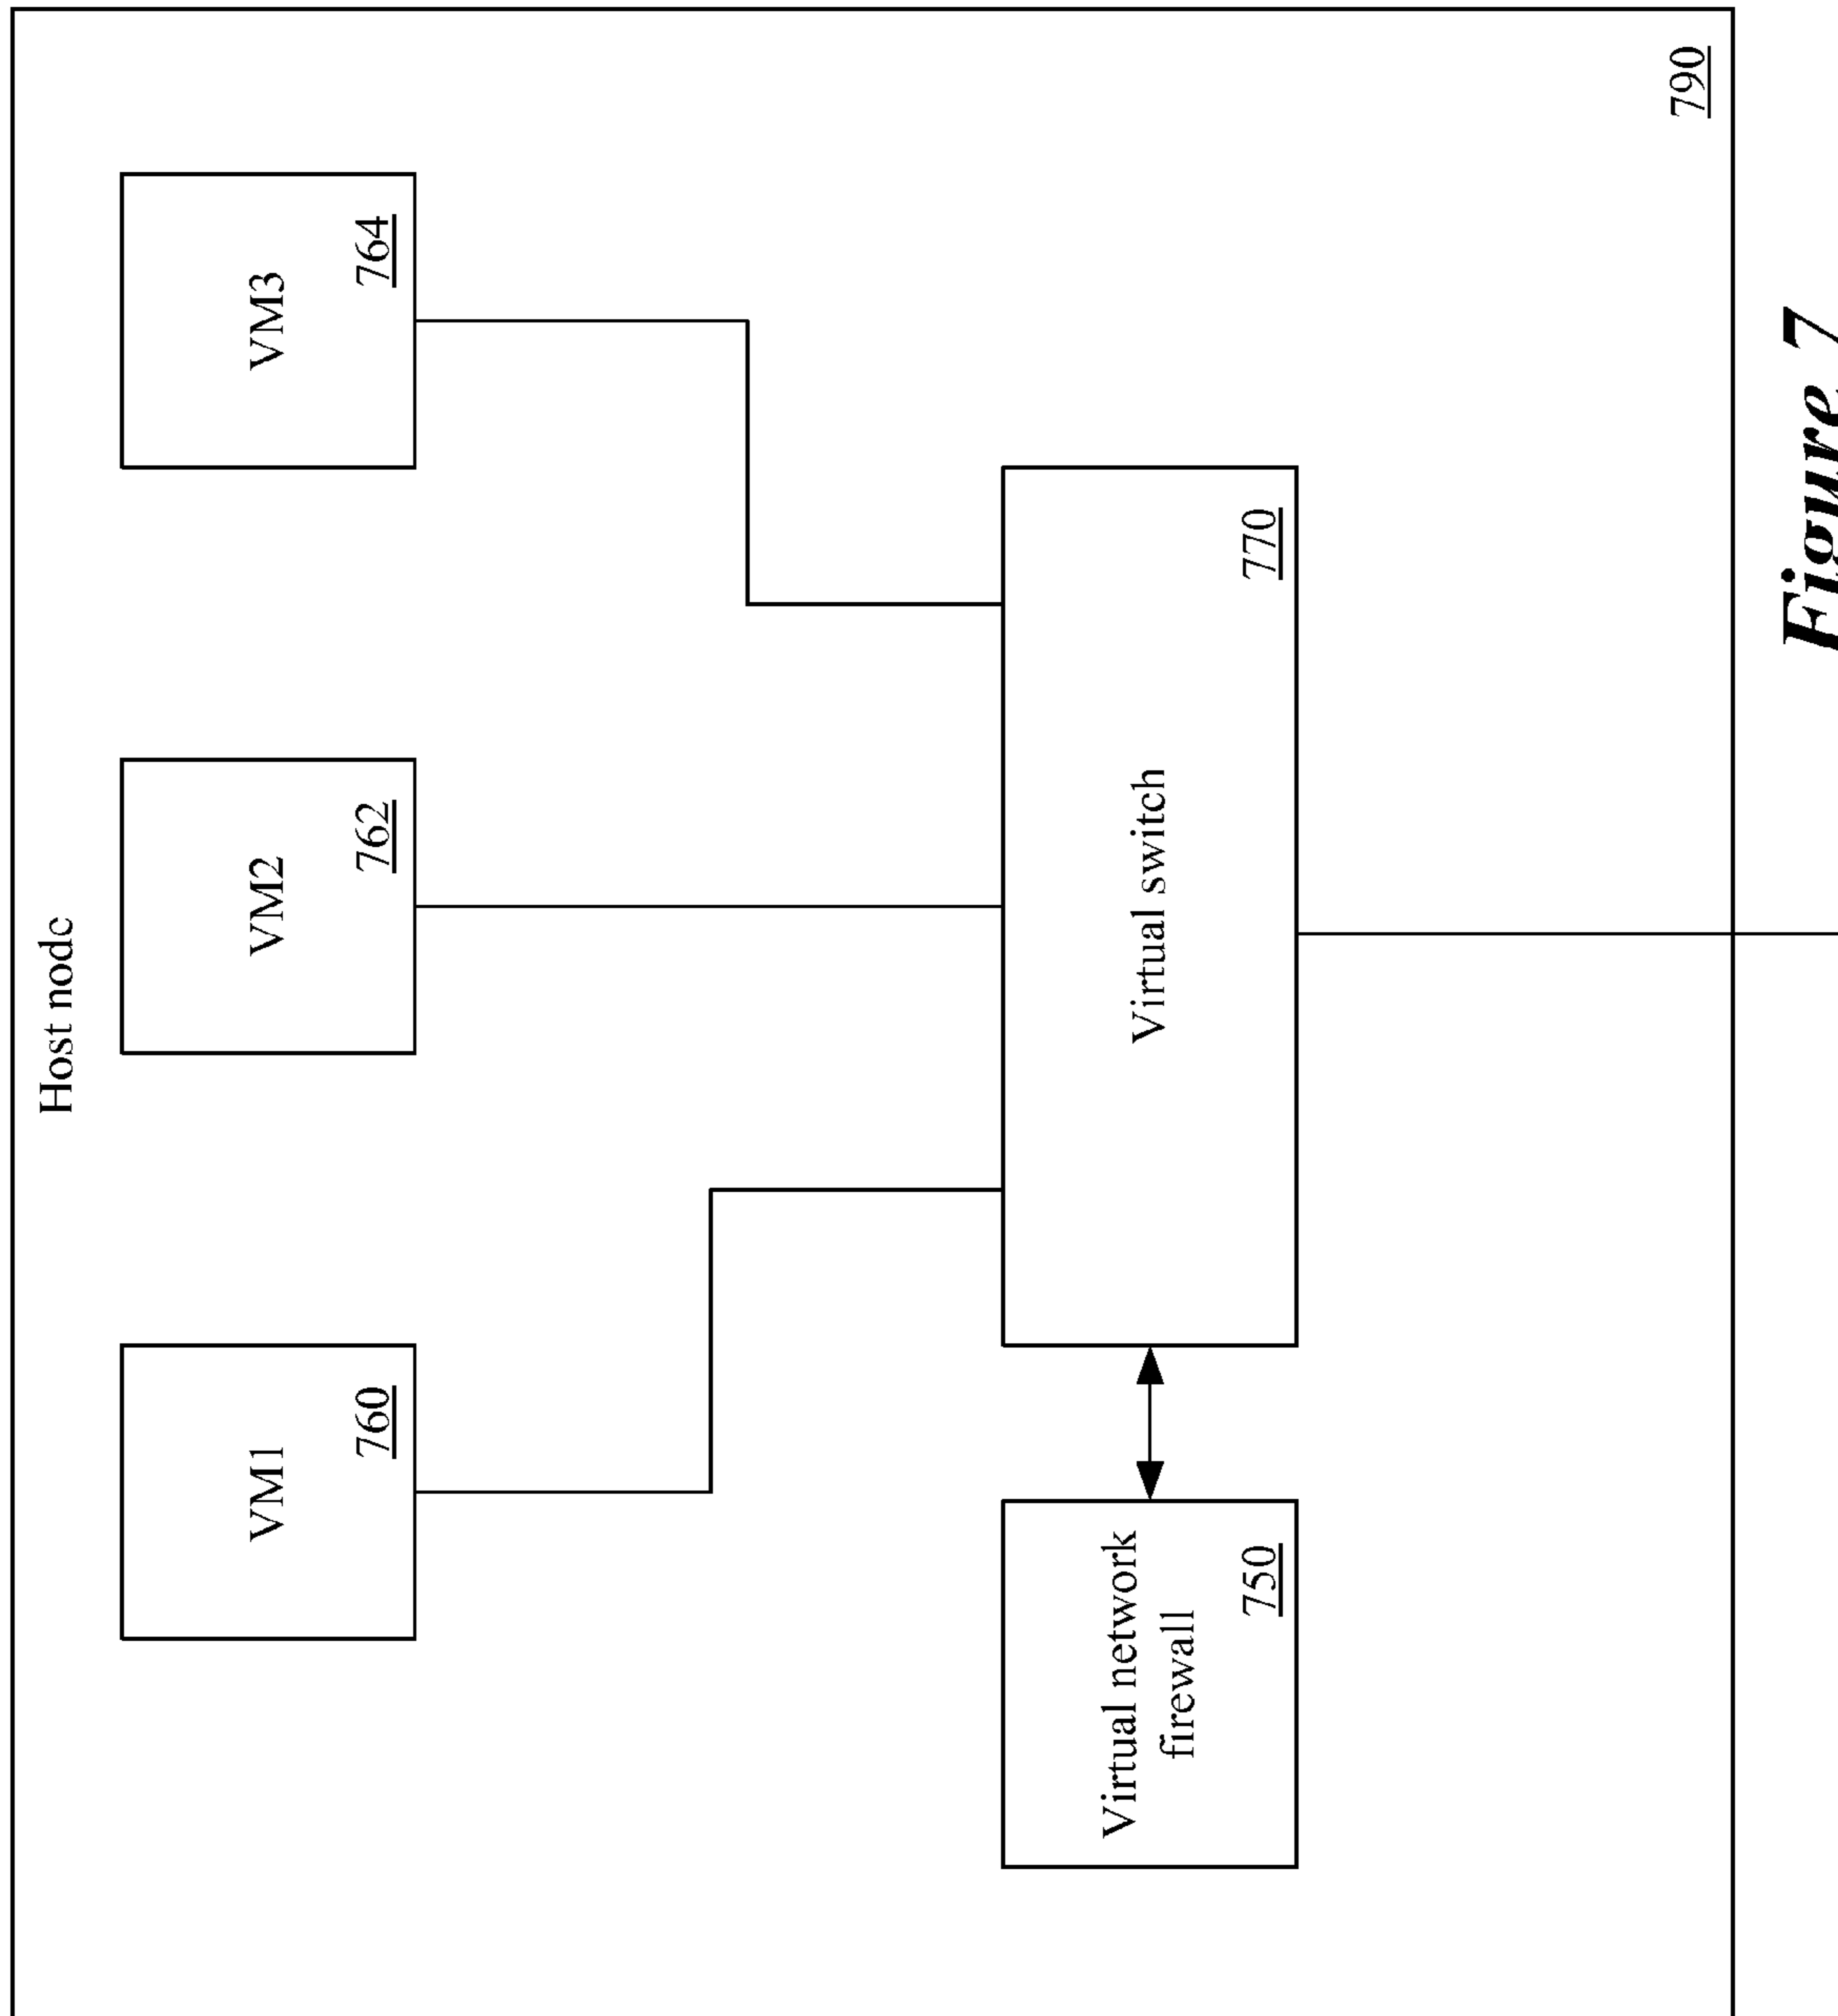 Host node
VM1
760
VM2
762
VM3
764
Virtual network
firewall
750
Virtual switch
770
790
Figure 7